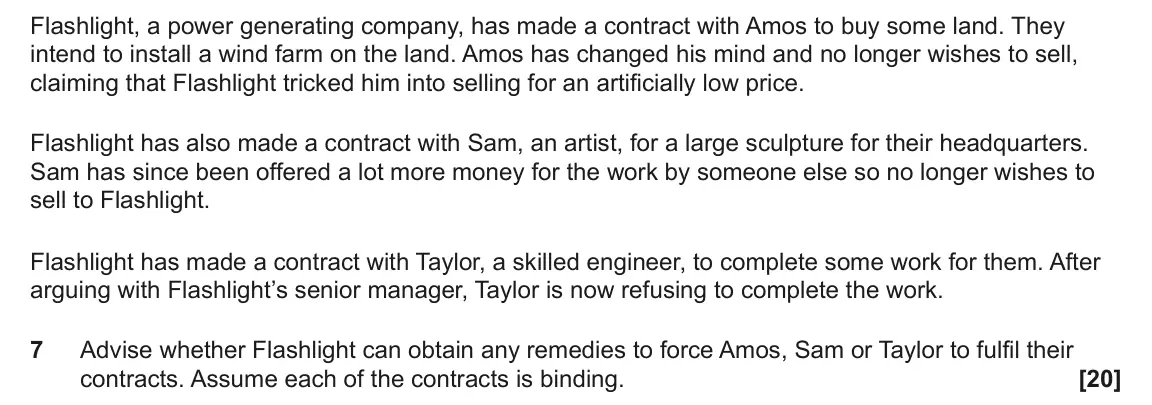 Flashlight, a power generating company, has made a contract with Amos to buy some land. They
intend to install a wind farm on the land. Amos has changed his mind and no longer wishes to sell,
claiming that Flashlight tricked him into selling for an artificially low price.
Flashlight has also made a contract with Sam, an artist, for a large sculpture for their headquarters.
Sam has since been offered a lot more money for the work by someone else so no longer wishes to
sell to Flashlight.
Flashlight has made a contract with Taylor, a skilled engineer, to complete some work for them. After
arguing with Flashlight’s senior manager, Taylor is now refusing to complete the work.
7 Advise whether Flashlight can obtain any remedies to force Amos, Sam or Taylor to fulfil their
contracts. Assume each of the contracts is binding. [20]